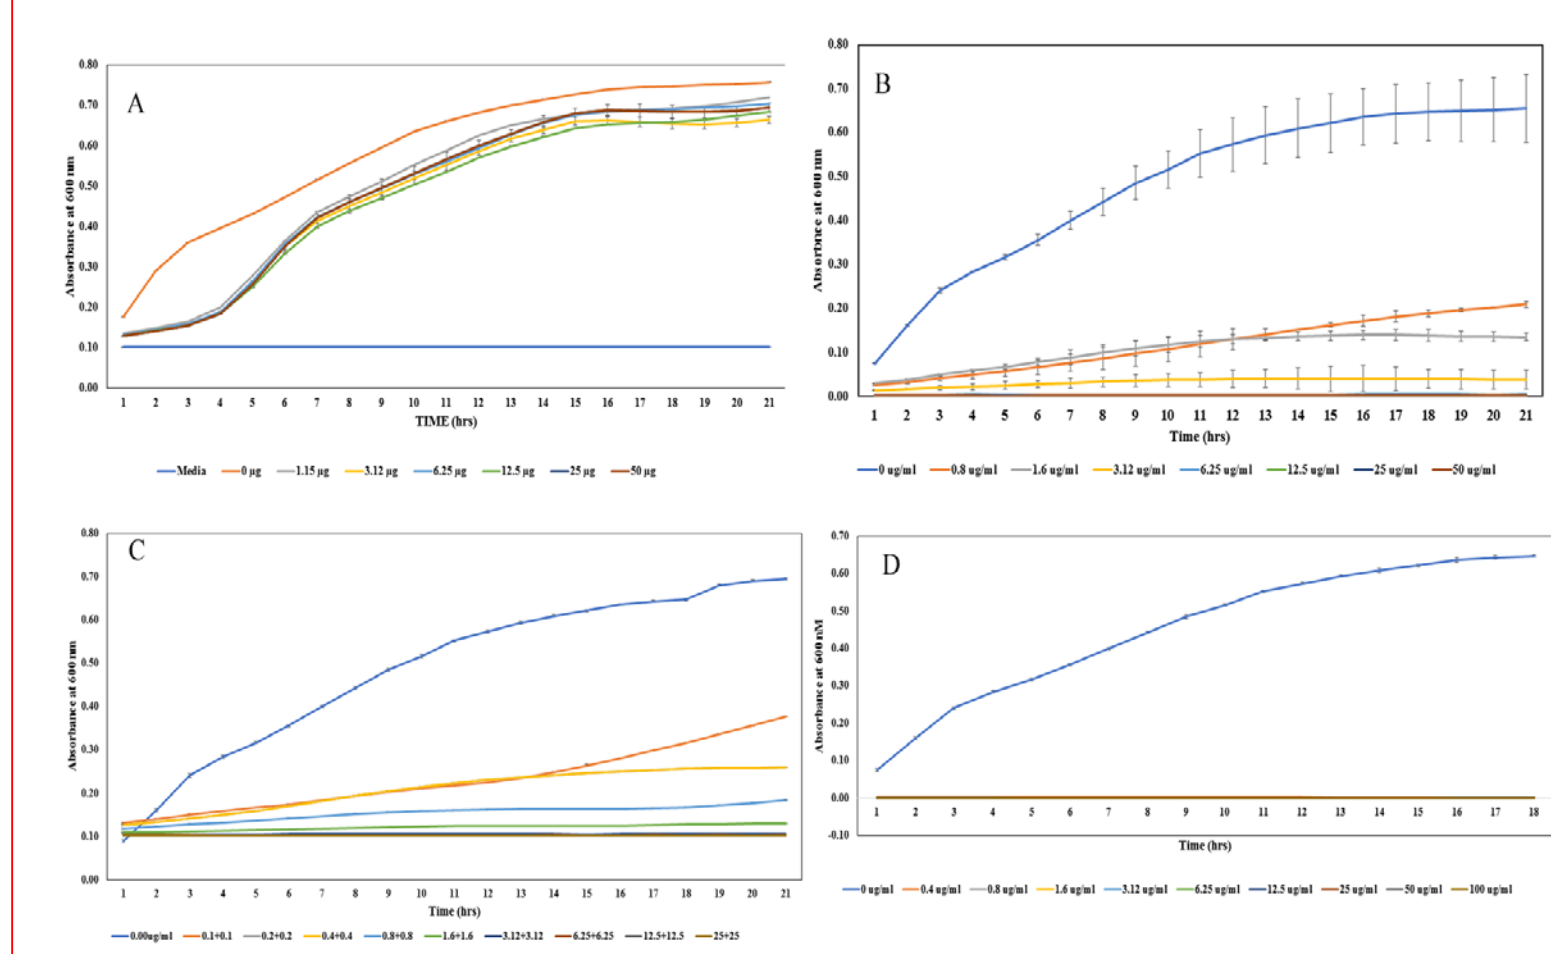 A
Absorbance at 600 nm
0.80
0.70
0.60
0.50
0.40
0.30
0.20
0.10
0.00
1 2 3 4 5 6 7 8 9 10 11 12 13 14 15 16 17 18 19 20 21
TIME (hrs)
Media 0 µg 1.15 µg 3.12 µg 6.25 µg 12.5 µg 25 µg 50 µg
B
Absorbnce at 600 nm
0.80
0.70
0.60
0.50
0.40
0.30
0.20
0.10
0.00
1 2 3 4 5 6 7 8 9 10 11 12 13 14 15 16 17 18 19 20 21
Time (hrs)
0 ug/ml 0.8 ug/ml 1.6 ug/ml 3.12 ug/ml 6.25 ug/ml 12.5 ug/ml 25 ug/ml 50 ug/ml
C
Absorbance at 600 nm
0.80
0.70
0.60
0.50
0.40
0.30
0.20
0.10
0.00
1 2 3 4 5 6 7 8 9 10 11 12 13 14 15 16 17 18 19 20 21
Time (hrs)
0.00ug/ml 0.1+0.1 0.2+0.2 0.4+0.4 0.8+0.8 1.6+1.6 3.12+3.12 6.25+6.25 12.5+12.5 25+25
D
Absorbance at 600 nM
0.70
0.60
0.50
0.40
0.30
0.20
0.10
0.00
-0.10
1 2 3 4 5 6 7 8 9 10 11 12 13 14 15 16 17 18
Time (hrs)
0 ug/ml 0.4 ug/ml 0.8 ug/ml 1.6 ug/ml 3.12 ug/ml 6.25 ug/ml 12.5 ug/ml 25 ug/ml 50 ug/ml 100 ug/ml